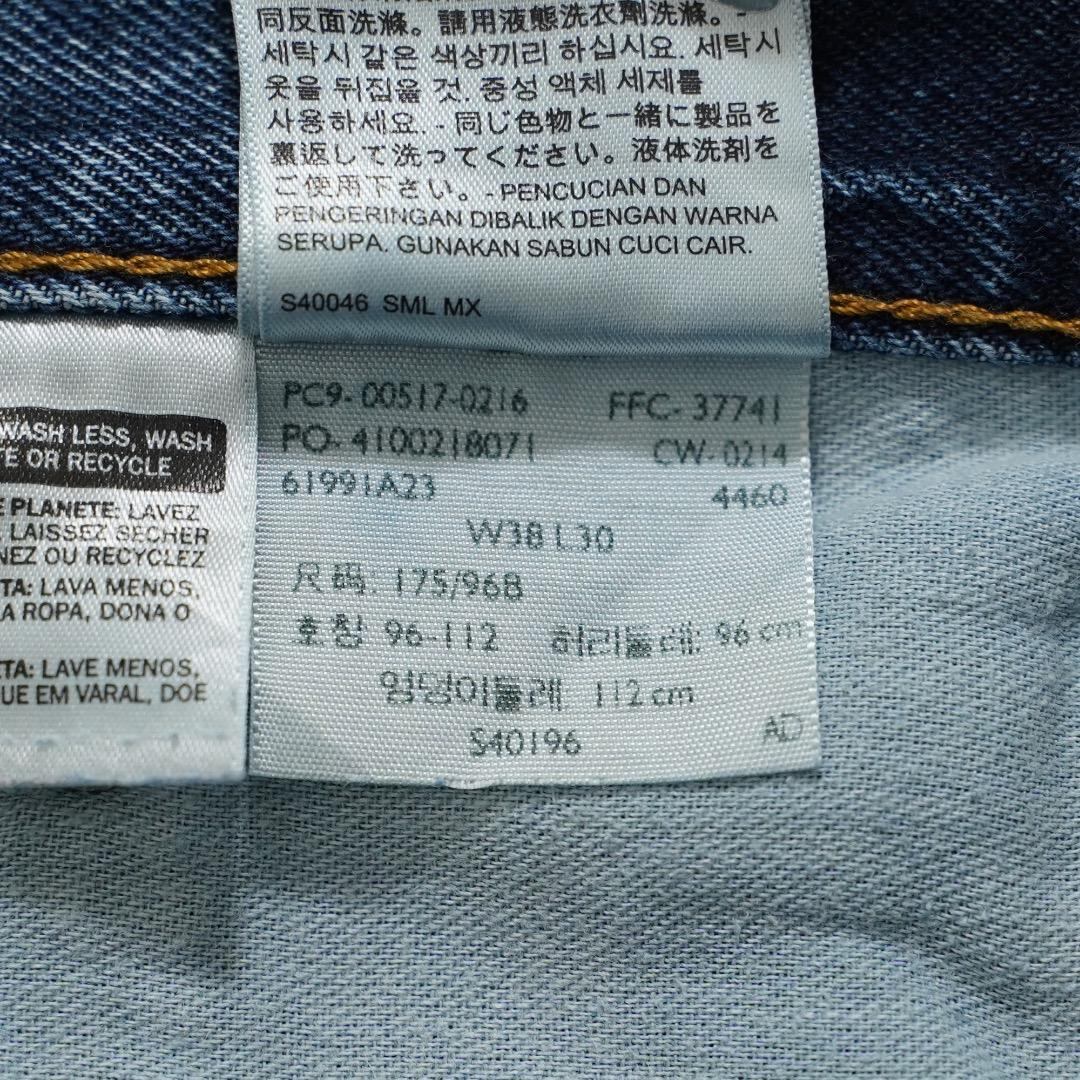 同反面洗滌。請用液態洗衣劑洗滌。-
세탁시 같은 색상끼리 하십시요. 세탁시
옷을 뒤집을 것. 중성 액체 세제를
사용하세요. - 同じ色物と一緒に製品を
裏返して洗ってください。液体洗剤を
ご使用下さい。-PENCUCIAN DAN
PENGERINGAN DIBALIK DENGAN WARNA
SERUPA. GUNAKAN SABUN CUCI CAIR.
S40046 SML MX
WASH LESS, WASH
TE OR RECYCLE
E PLANETE: LAVEZ
LAISSEZ SÉCHER
NEZ OU RECYCLEZ
TA: LAVA MENOS,
A ROPA, DONA O
ETA: LAVE MENOS,
UE EM VARAL, DOE
PC9-00517-0216 FFC-37741
PO-4100218071 CW-0214
61991A23 4460
W38 L30
尺码: 175/96B
호칭 96-112 허리둘레: 96 cm
엉덩이둘레 112 cm
S40196 AD